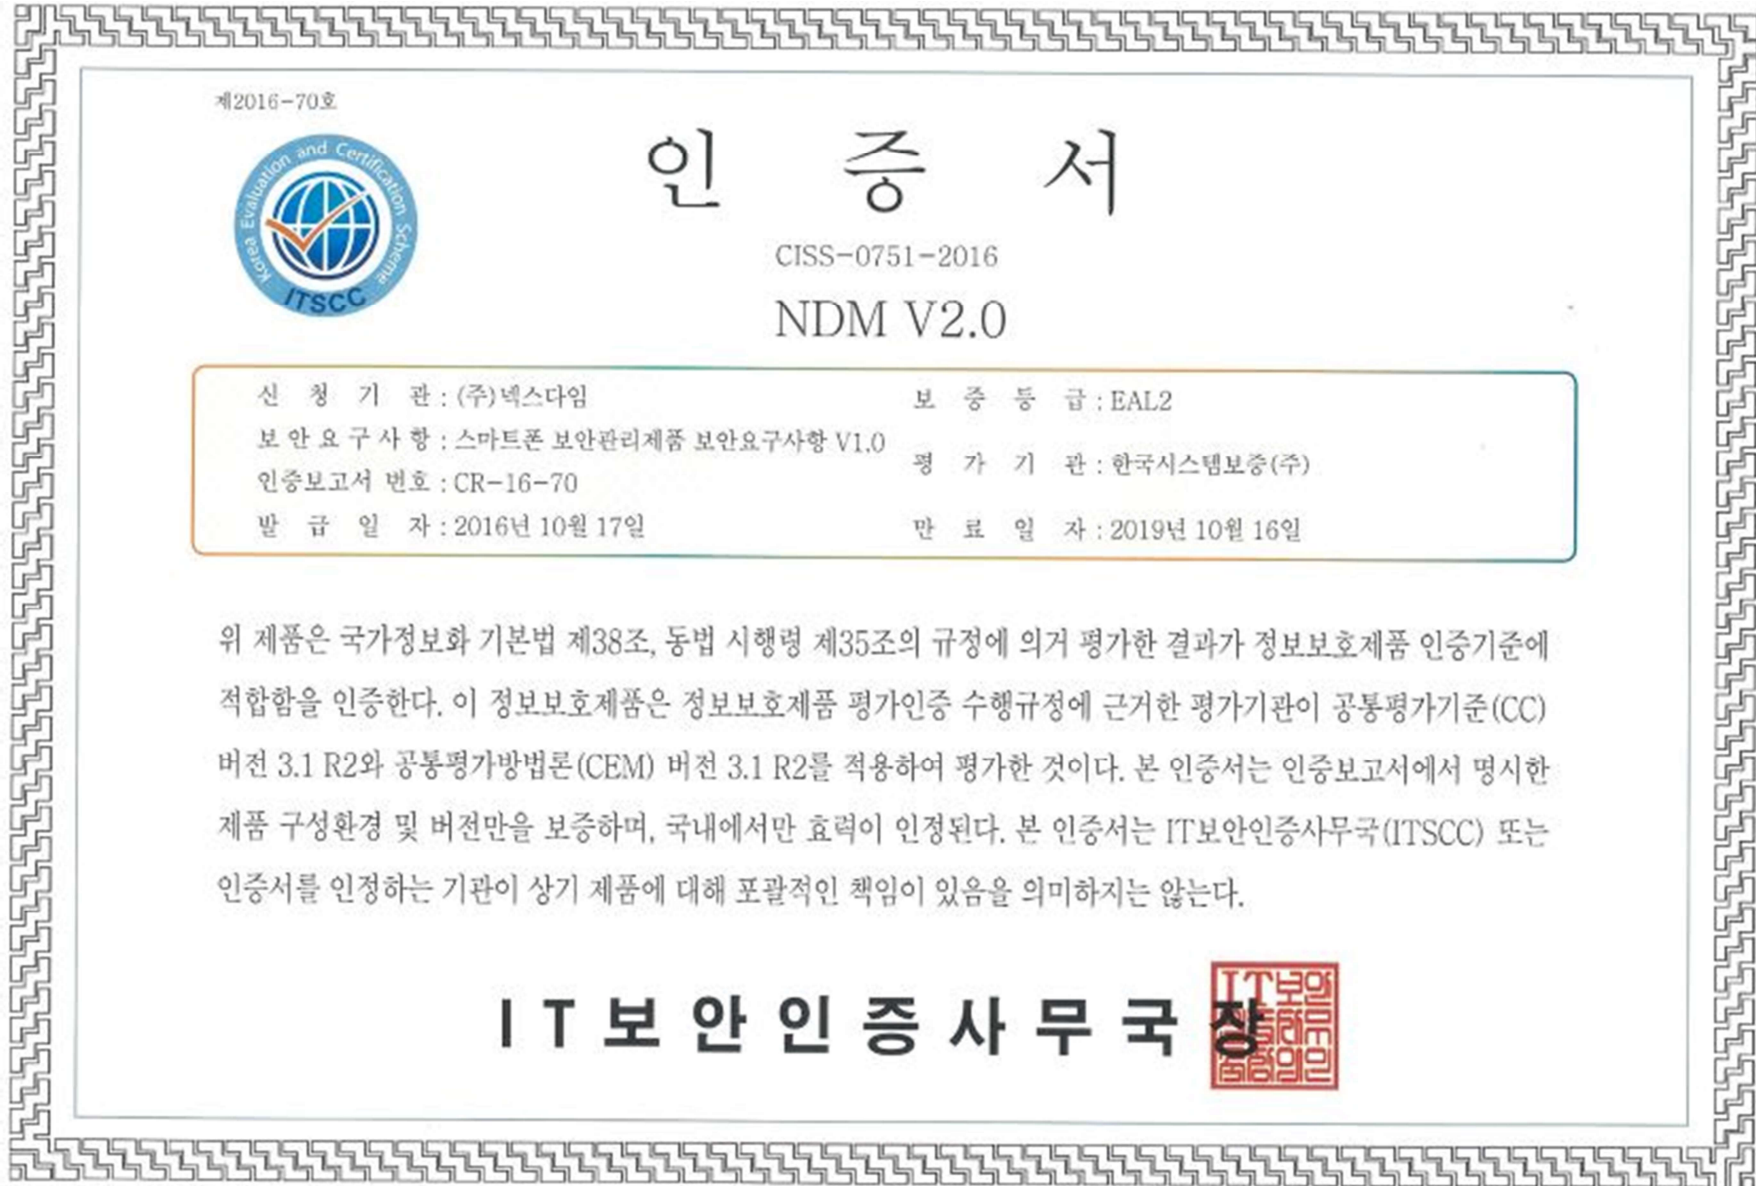 제2016-70호
Korea Evaluation and Certification Scheme
ITSCC
인 증 서
CISS-0751-2016
NDM V2.0
신 청 기 관 : (주)넥스다임
보 증 등 급 : EAL2
보 안 요 구 사 항 : 스마트폰 보안관리제품 보안요구사항 V1.0
평 가 기 관 : 한국시스템보증(주)
인증보고서 번호 : CR-16-70
발 급 일 자 : 2016년 10월 17일
만 료 일 자 : 2019년 10월 16일
위 제품은 국가정보화 기본법 제38조, 동법 시행령 제35조의 규정에 의거 평가한 결과가 정보보호제품 인증기준에
적합함을 인증한다. 이 정보보호제품은 정보보호제품 평가인증 수행규정에 근거한 평가기관이 공통평가기준(CC)
버전 3.1 R2와 공통평가방법론(CEM) 버전 3.1 R2를 적용하여 평가한 것이다. 본 인증서는 인증보고서에서 명시한
제품 구성환경 및 버전만을 보증하며, 국내에서만 효력이 인정된다. 본 인증서는 IT보안인증사무국(ITSCC) 또는
인증서를 인정하는 기관이 상기 제품에 대해 포괄적인 책임이 있음을 의미하지는 않는다.
IT보안인증사무국장